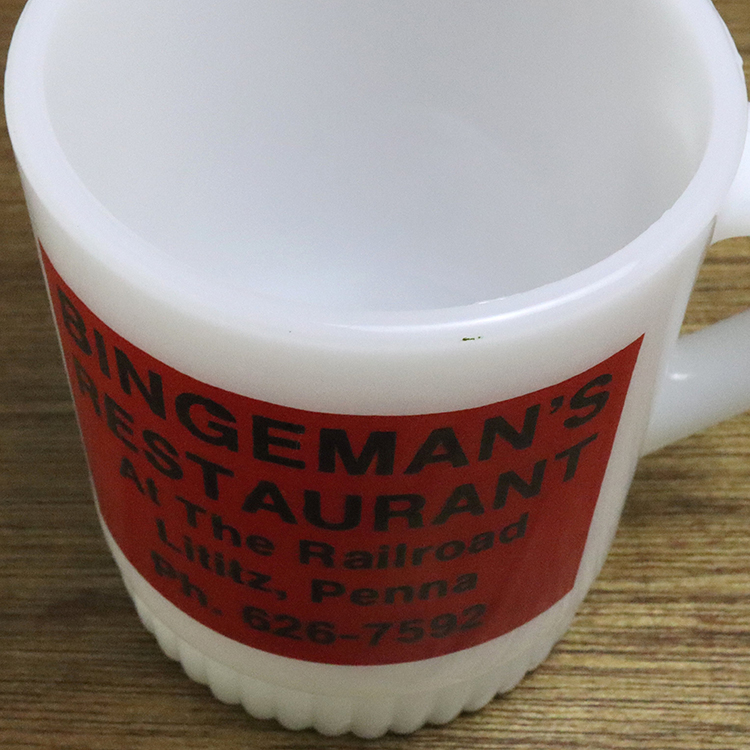 BINGEMAN'S
RESTAURANT
At The Railroad
Lititz, Penna
Ph. 626-7592